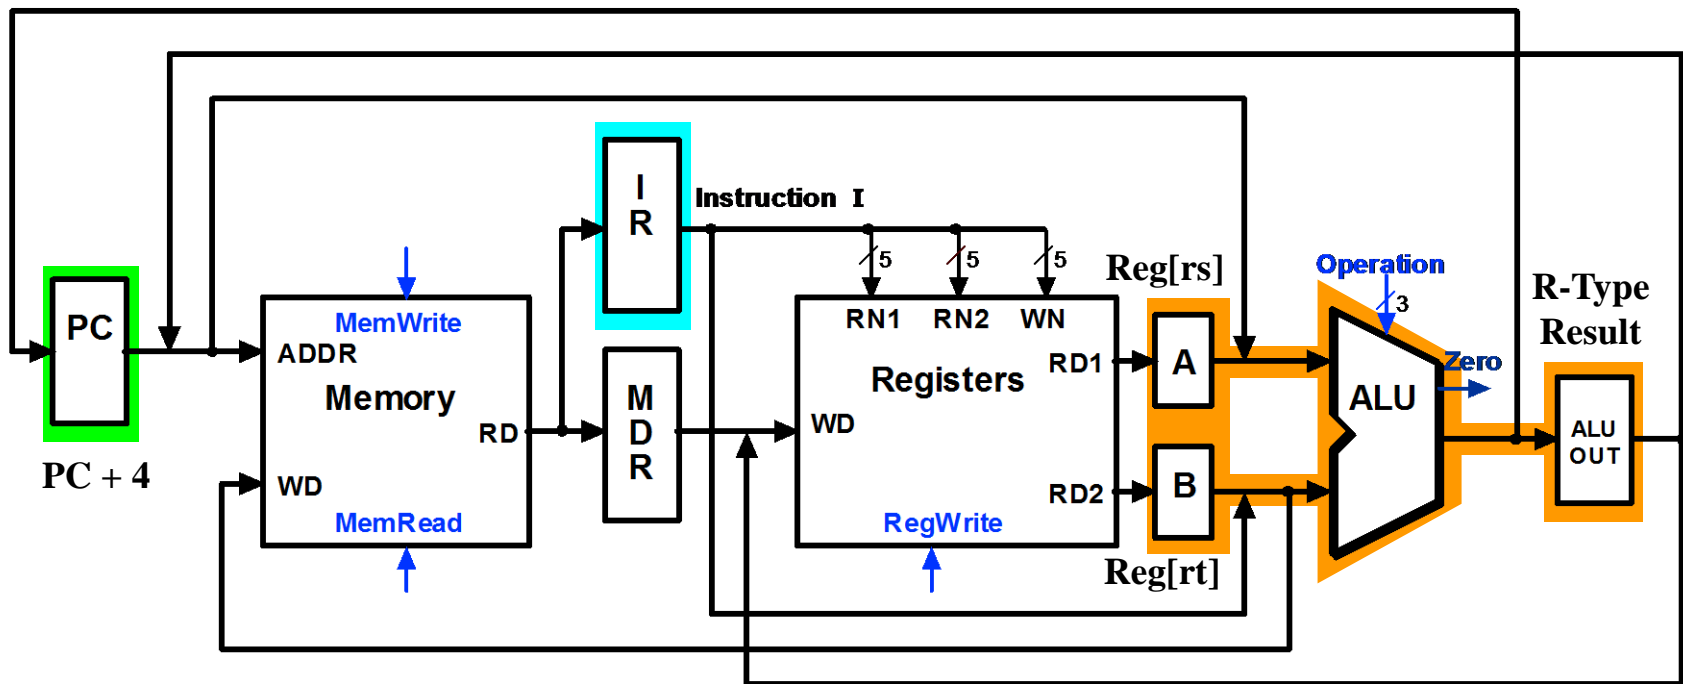 PC
PC + 4
MemWrite
ADDR
Memory
RD
WD
MemRead
I
R
Instruction I
M
D
R
5
5
5
RN1
RN2
WN
RD1
Registers
WD
RD2
RegWrite
Reg[rs]
A
B
Reg[rt]
Operation
3
Zero
ALU
R-Type
Result
ALU
OUT